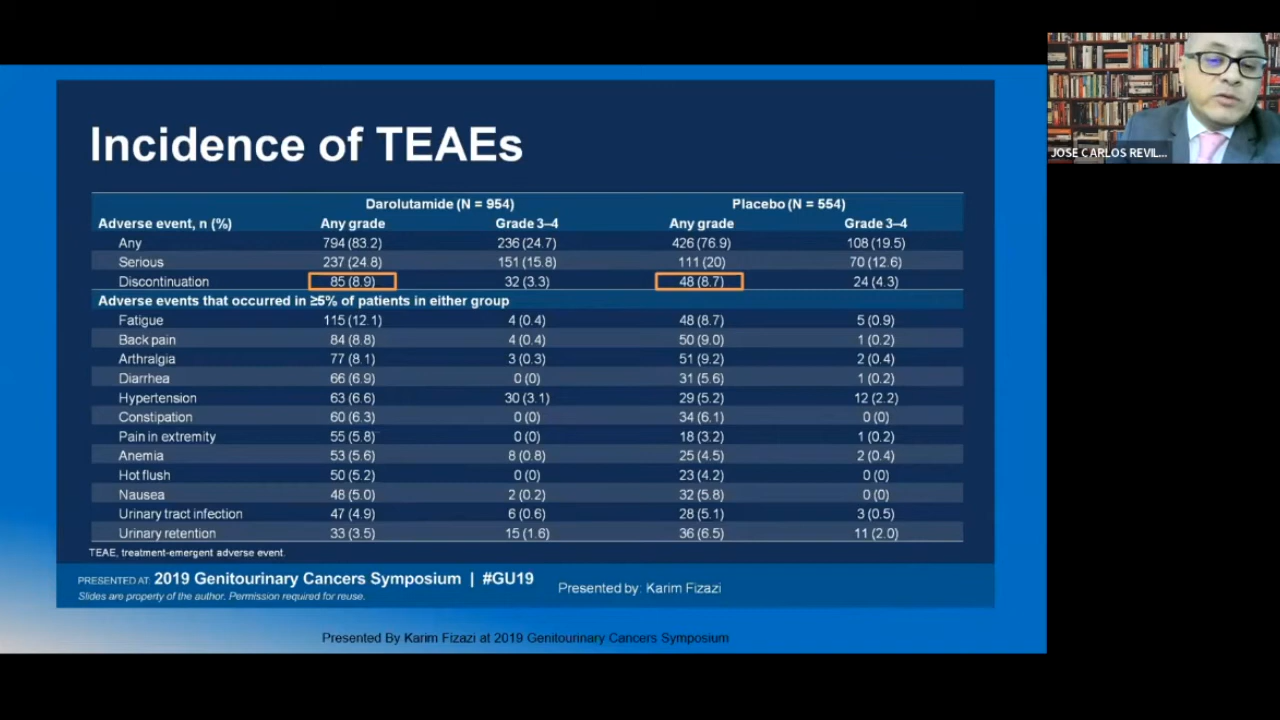 Incidence of TEAEs
Darolutamide (N = 954) Placebo (N = 554)
Adverse event, n (%) Any grade Grade 3–4 Any grade Grade 3–4
Any 794 (83.2) 236 (24.7) 426 (76.9) 108 (19.5)
Serious 237 (24.8) 151 (15.8) 111 (20) 70 (12.6)
Discontinuation 85 (8.9) 32 (3.3) 48 (8.7) 24 (4.3)
Adverse events that occurred in ≥5% of patients in either group
Fatigue 115 (12.1) 4 (0.4) 48 (8.7) 5 (0.9)
Back pain 84 (8.8) 4 (0.4) 50 (9.0) 1 (0.2)
Arthralgia 77 (8.1) 3 (0.3) 51 (9.2) 2 (0.4)
Diarrhea 66 (6.9) 0 (0) 31 (5.6) 1 (0.2)
Hypertension 63 (6.6) 30 (3.1) 29 (5.2) 12 (2.2)
Constipation 60 (6.3) 0 (0) 34 (6.1) 0 (0)
Pain in extremity 55 (5.8) 0 (0) 18 (3.2) 1 (0.2)
Anemia 53 (5.6) 8 (0.8) 25 (4.5) 2 (0.4)
Hot flush 50 (5.2) 0 (0) 23 (4.2) 0 (0)
Nausea 48 (5.0) 2 (0.2) 32 (5.8) 0 (0)
Urinary tract infection 47 (4.9) 6 (0.6) 28 (5.1) 3 (0.5)
Urinary retention 33 (3.5) 15 (1.6) 36 (6.5) 11 (2.0)
TEAE, treatment-emergent adverse event.
PRESENTED AT: 2019 Genitourinary Cancers Symposium | #GU19
Slides are property of the author. Permission required for reuse.
Presented by: Karim Fizazi
Presented By Karim Fizazi at 2019 Genitourinary Cancers Symposium
JOSE CARLOS REVIL...